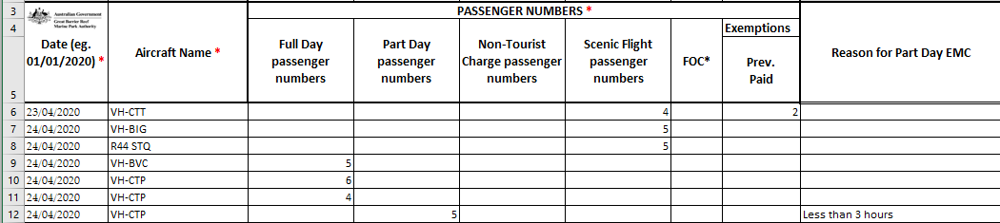 3 Australian Government PASSENGER NUMBERS *
Great Barrier Reef
Marine Park Authority
4 Exemptions
5 Date (eg. 01/01/2020) * Aircraft Name * Full Day passenger numbers Part Day passenger numbers Non-Tourist Charge passenger numbers Scenic Flight passenger numbers FOC* Prev. Paid Reason for Part Day EMC
6 23/04/2020 VH-CTT 4 2
7 24/04/2020 VH-BIG 5
8 24/04/2020 R44 STQ 5
9 24/04/2020 VH-BVC 5
10 24/04/2020 VH-CTP 6
11 24/04/2020 VH-CTP 4
12 24/04/2020 VH-CTP 5 Less than 3 hours